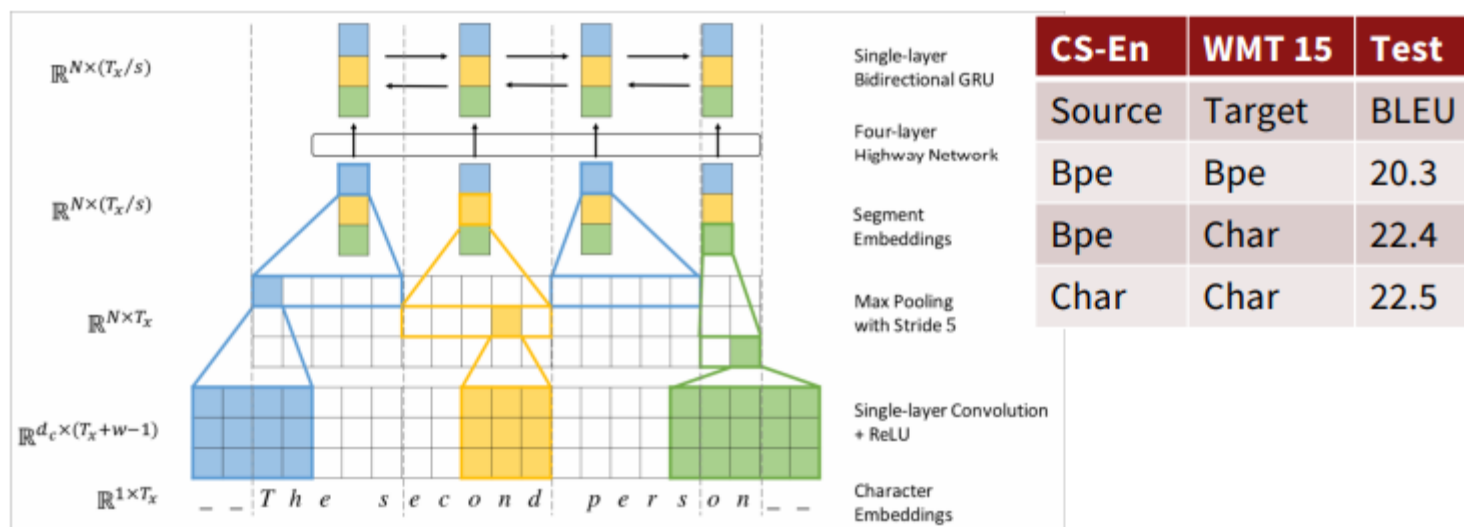 ℝ^{N×(T_x/s)}
Single-layer
Bidirectional GRU
Four-layer
Highway Network
ℝ^{N×(T_x/s)}
Segment
Embeddings
ℝ^{N×T_x}
Max Pooling
with Stride 5
ℝ^{d_c×(T_x+w−1)}
Single-layer Convolution
+ ReLU
ℝ^{1×T_x}
_ _ T h e s e c o n d p e r s o n _ _
Character
Embeddings
CS-En WMT 15 Test
Source Target BLEU
Bpe Bpe 20.3
Bpe Char 22.4
Char Char 22.5